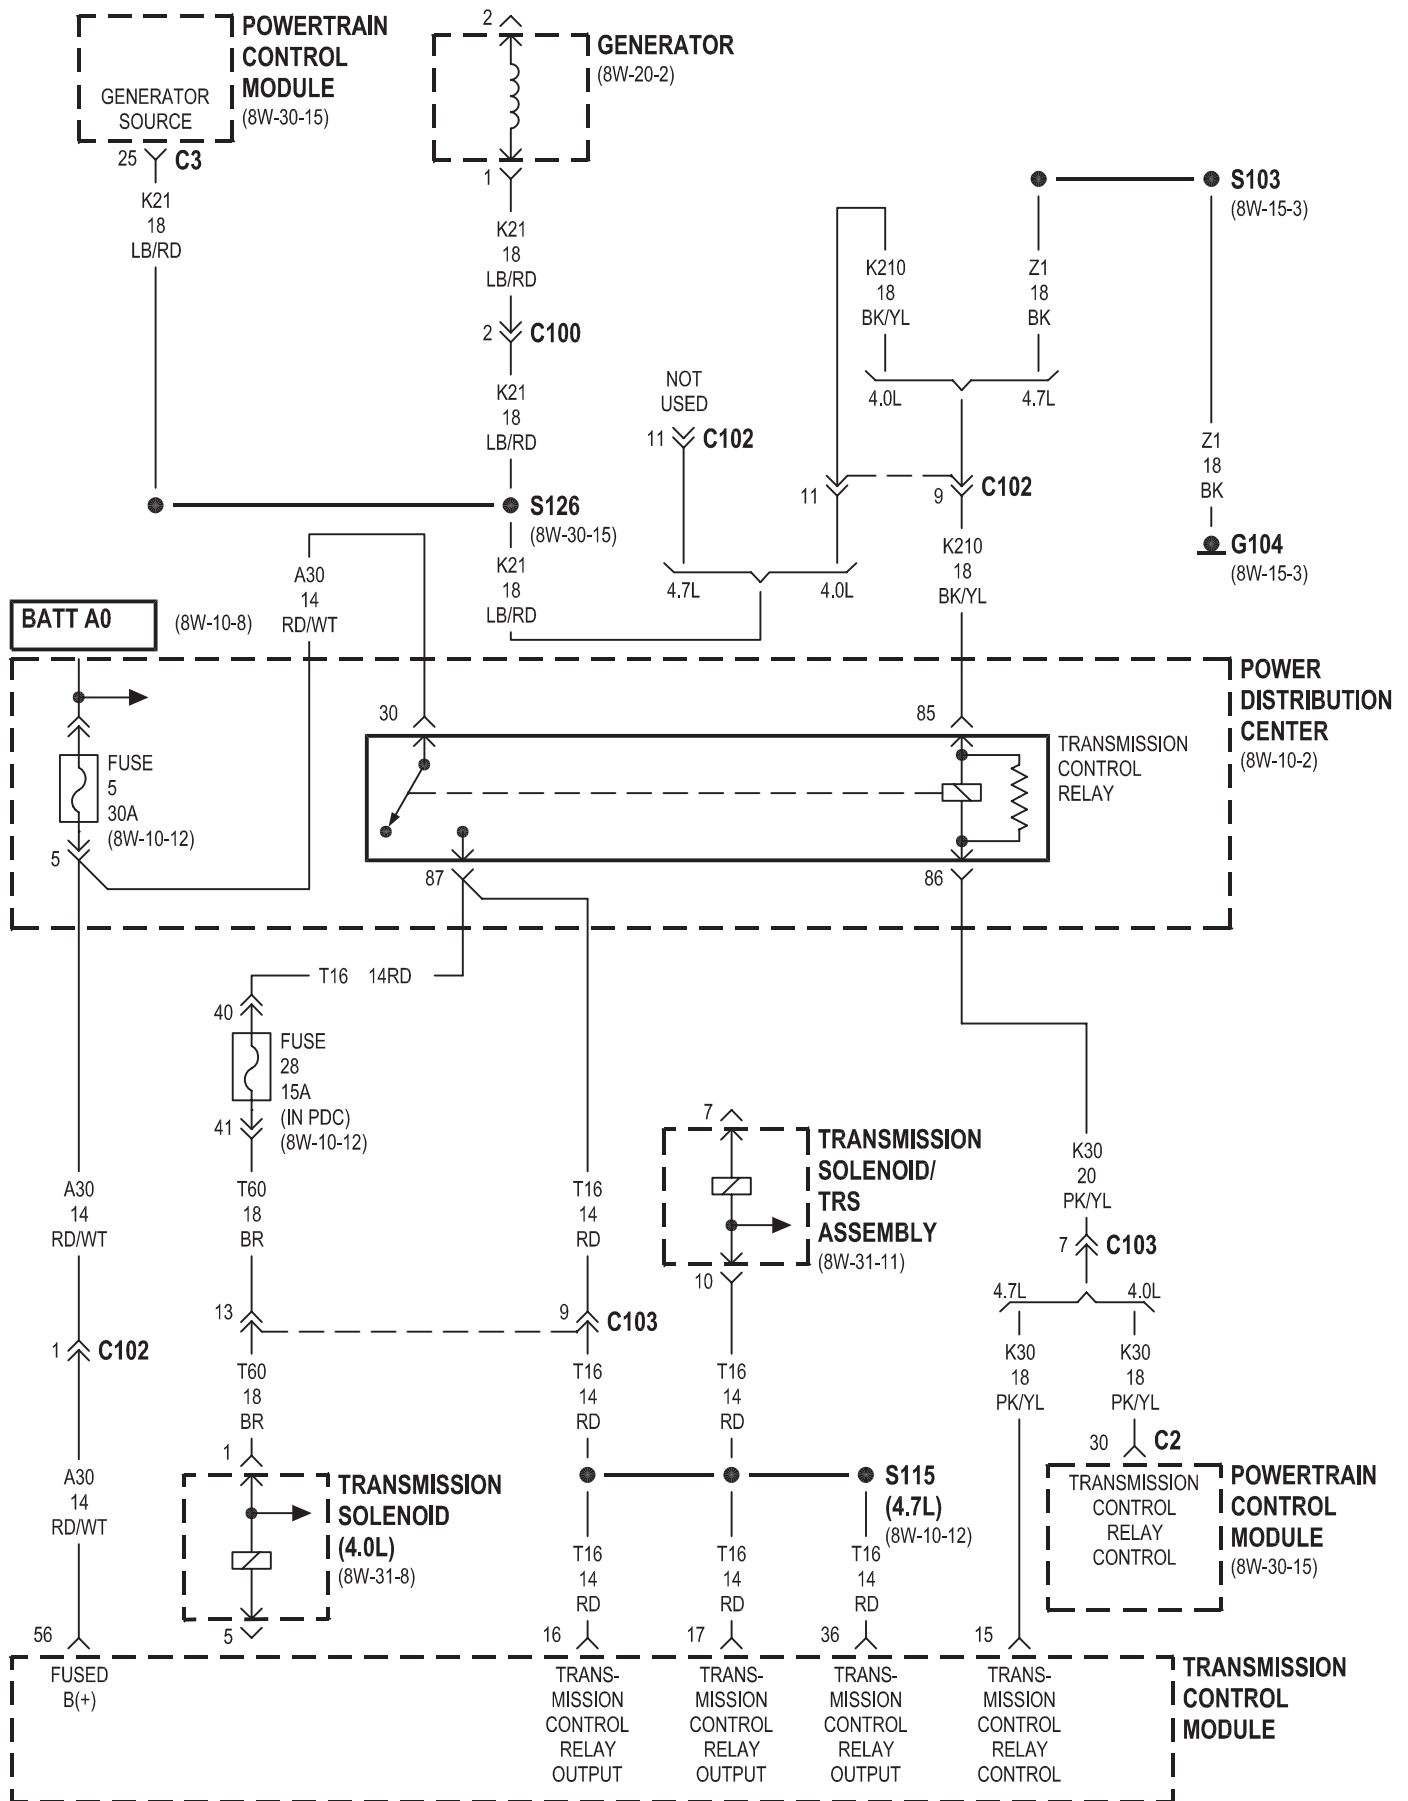 POWERTRAIN
CONTROL
MODULE
(8W-30-15)
GENERATOR
SOURCE
25
C3
K21
18
LB/RD
2
GENERATOR
(8W-20-2)
1
K21
18
LB/RD
2
C100
K21
18
LB/RD
S126
(8W-30-15)
K21
18
LB/RD
NOT
USED
11
C102
4.7L
4.0L
K210
18
BK/YL
Z1
18
BK
4.0L
4.7L
S103
(8W-15-3)
Z1
18
BK
G104
(8W-15-3)
11
9
C102
K210
18
BK/YL
A30
14
RD/WT
BATT A0
(8W-10-8)
POWER
DISTRIBUTION
CENTER
(8W-10-2)
30
85
TRANSMISSION
CONTROL
RELAY
FUSE
5
30A
(8W-10-12)
5
87
86
T16 14RD
40
FUSE
28
15A
(IN PDC)
(8W-10-12)
41
7
TRANSMISSION
SOLENOID/
TRS
ASSEMBLY
(8W-31-11)
10
K30
20
PK/YL
7
C103
A30
14
RD/WT
T60
18
BR
T16
14
RD
4.7L
4.0L
13
9
C103
1
C102
T60
18
BR
T16
14
RD
T16
14
RD
K30
18
PK/YL
K30
18
PK/YL
30
C2
1
A30
14
RD/WT
TRANSMISSION
SOLENOID
(4.0L)
(8W-31-8)
S115
(4.7L)
(8W-10-12)
TRANSMISSION
CONTROL
RELAY
CONTROL
POWERTRAIN
CONTROL
MODULE
(8W-30-15)
T16
14
RD
T16
14
RD
T16
14
RD
56
5
16
17
36
15
FUSED
B(+)
TRANS-
MISSION
CONTROL
RELAY
OUTPUT
TRANS-
MISSION
CONTROL
RELAY
OUTPUT
TRANS-
MISSION
CONTROL
RELAY
OUTPUT
TRANS-
MISSION
CONTROL
RELAY
CONTROL
TRANSMISSION
CONTROL
MODULE